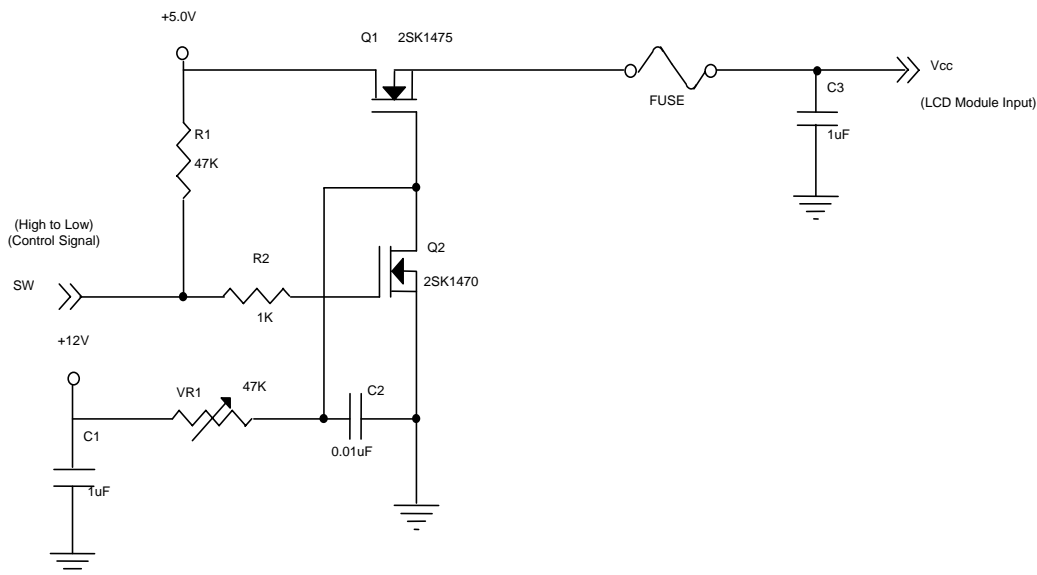 +5.0V
Q1 2SK1475
Vcc
FUSE
C3
(LCD Module Input)
R1
1uF
47K
(High to Low)
(Control Signal)
Q2
R2
SW
2SK1470
1K
+12V
VR1
47K
C2
C1
0.01uF
1uF